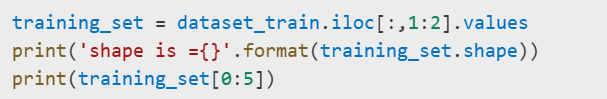 training_set = dataset_train.iloc[:,1:2].values
print('shape is ={}'.format(training_set.shape))
print(training_set[0:5])